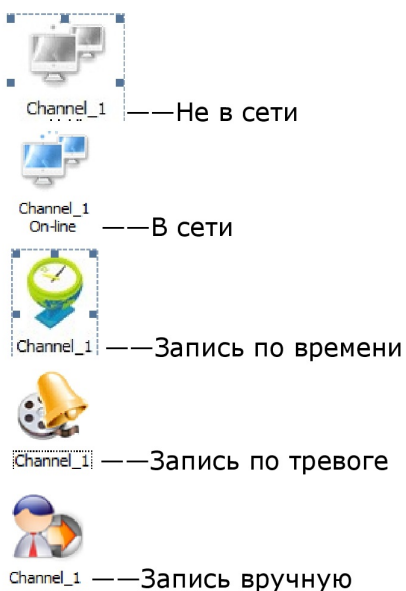 Channel_1 ——Не в сети
Channel_1
On-line ——В сети
Channel_1 ——Запись по времени
Channel_1 ——Запись по тревоге
Channel_1 ——Запись вручную